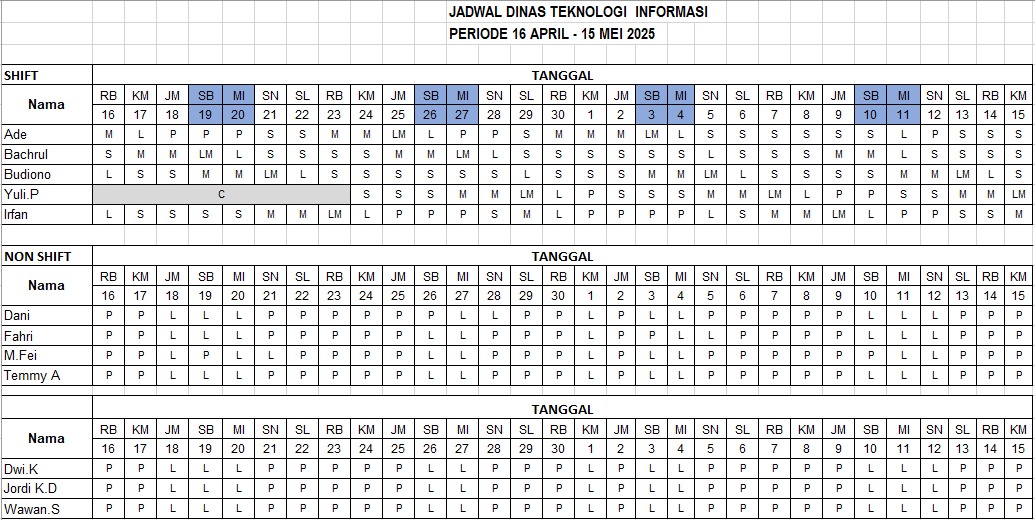 JADWAL DINAS TEKNOLOGI INFORMASI
PERIODE 16 APRIL - 15 MEI 2025
SHIFT TANGGAL
Nama RB KM JM SB MI SN SL RB KM JM SB MI SN SL RB KM JM SB MI SN SL RB KM JM SB MI SN SL RB KM
16 17 18 19 20 21 22 23 24 25 26 27 28 29 30 1 2 3 4 5 6 7 8 9 10 11 12 13 14 15
Ade M L P P P S S M M LM L P P S M M M LM L S S S S S S L P S S S
Bachrul S M M LM L S S S S M M LM L S S S S S S L S S S M M L S S S S
Budiono L S S M M LM L S S S S S S L S S S M M LM L S S S S S M M LM L S
Yuli.P C S S S M M LM L P S S S M M LM L P P S S M M LM
Irfan L S S S S M M LM L P P P S M L P P P P L S M M LM L P P S S M
NON SHIFT TANGGAL
Nama RB KM JM SB MI SN SL RB KM JM SB MI SN SL RB KM JM SB MI SN SL RB KM JM SB MI SN SL RB KM
16 17 18 19 20 21 22 23 24 25 26 27 28 29 30 1 2 3 4 5 6 7 8 9 10 11 12 13 14 15
Dani P P L L L P P P P P P L L P P L P L L L P P P P L L L P P P
Fahri P P L L L P P P P P L L P P P L P P L L P P P P L L P P P P
M.Fei P P L P L L P P P P L L P P P L P L L P P P P P L L P P P P
Temmy A P P L L L P P P P P L L P P P L P L L P P P P P L L L P P P
TANGGAL
Nama RB KM JM SB MI SN SL RB KM JM SB MI SN SL RB KM JM SB MI SN SL RB KM JM SB MI SN SL RB KM
16 17 18 19 20 21 22 23 24 25 26 27 28 29 30 1 2 3 4 5 6 7 8 9 10 11 12 13 14 15
Dwi.K P P L L L P P P P P L L P P P L P L L P P P P P L L L P P P
Jordi K.D P P L L L P P P P P L L P P P L P L L P P P P P L L L P P P
Wawan.S P P L L L P P P P P L L P P P L P L L P P P P P L L L P P P